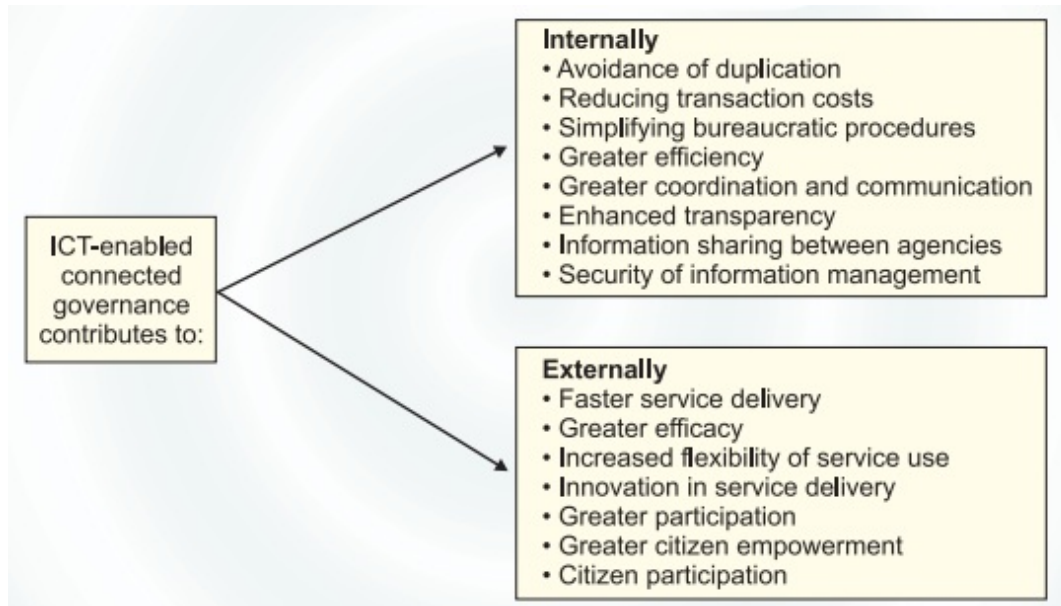 ICT-enabled
connected
governance
contributes to:
Internally
• Avoidance of duplication
• Reducing transaction costs
• Simplifying bureaucratic procedures
• Greater efficiency
• Greater coordination and communication
• Enhanced transparency
• Information sharing between agencies
• Security of information management
Externally
• Faster service delivery
• Greater efficacy
• Increased flexibility of service use
• Innovation in service delivery
• Greater participation
• Greater citizen empowerment
• Citizen participation